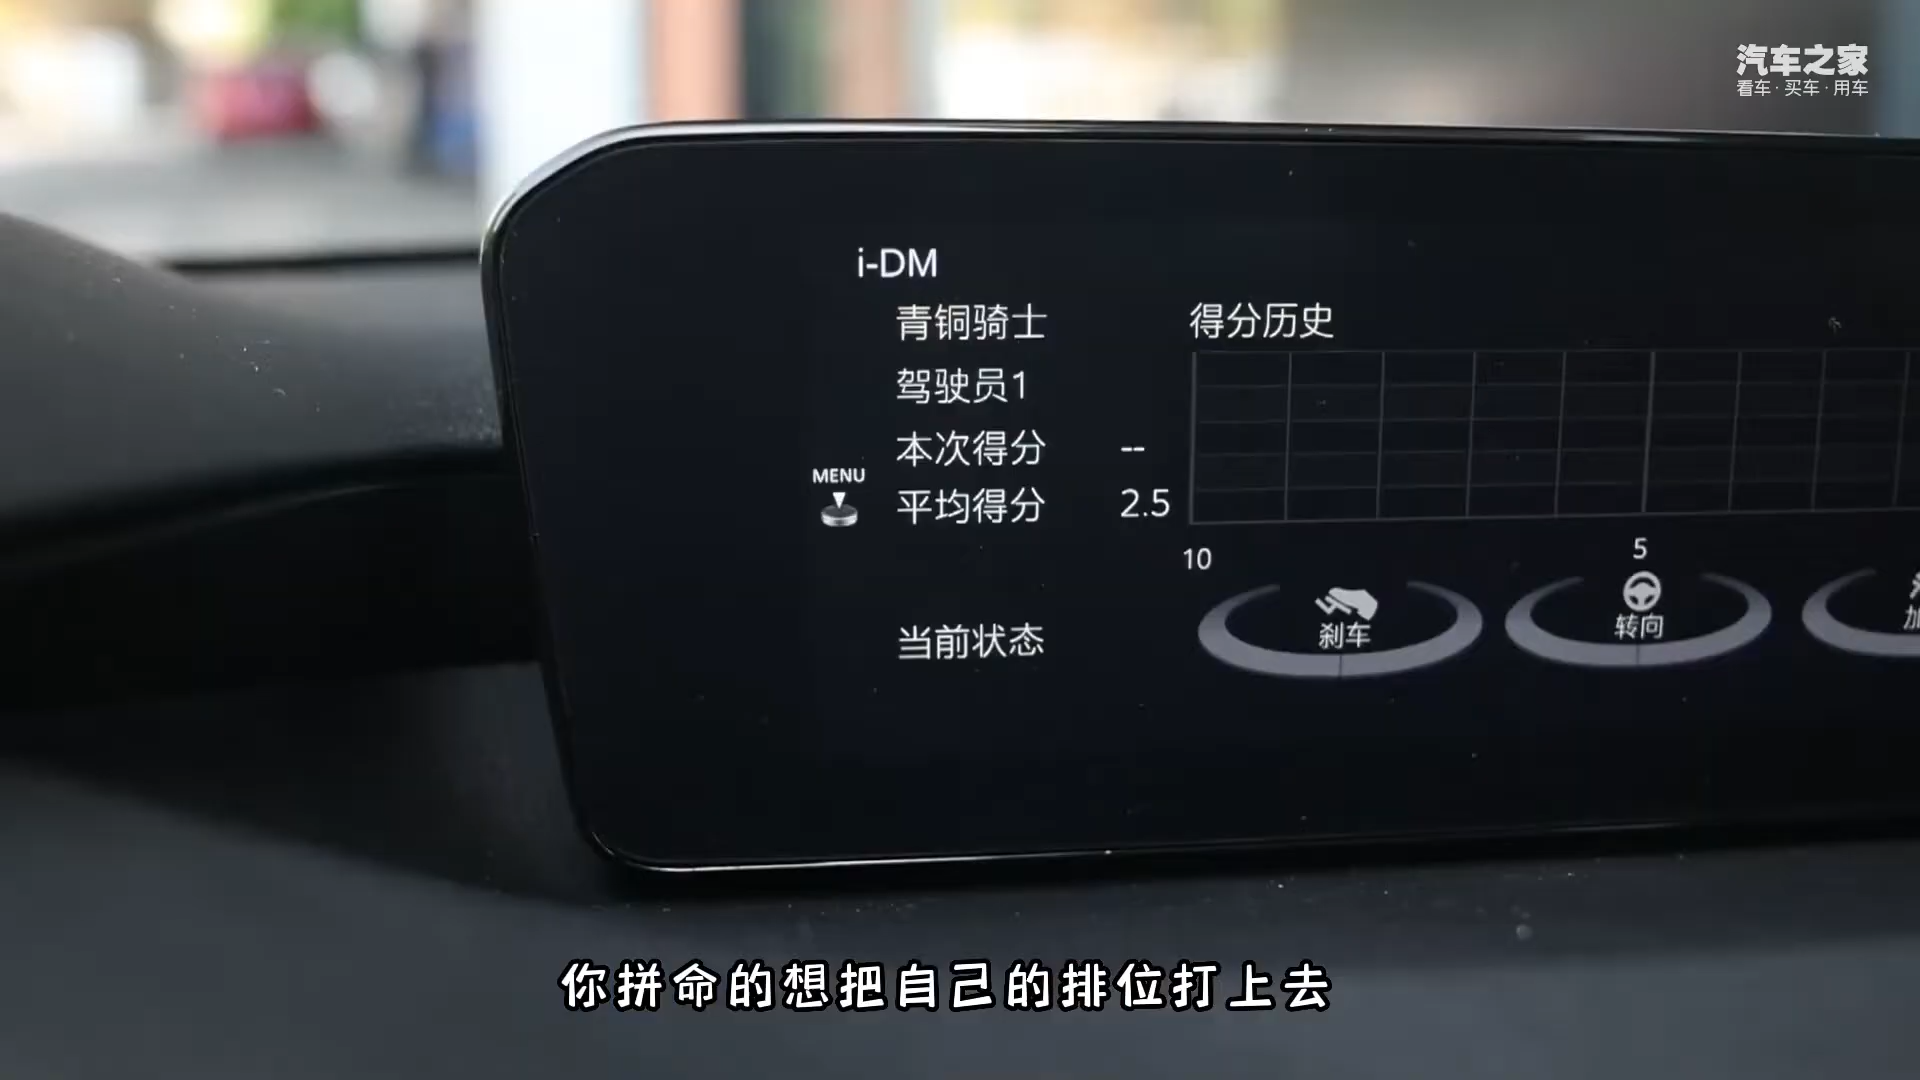 汽车之家
看车·买车·用车
i-DM
青铜骑士
得分历史
驾驶员1
本次得分 --
MENU
平均得分 2.5
10
5
当前状态
刹车
转向
你拼命的想把自己的排位打上去